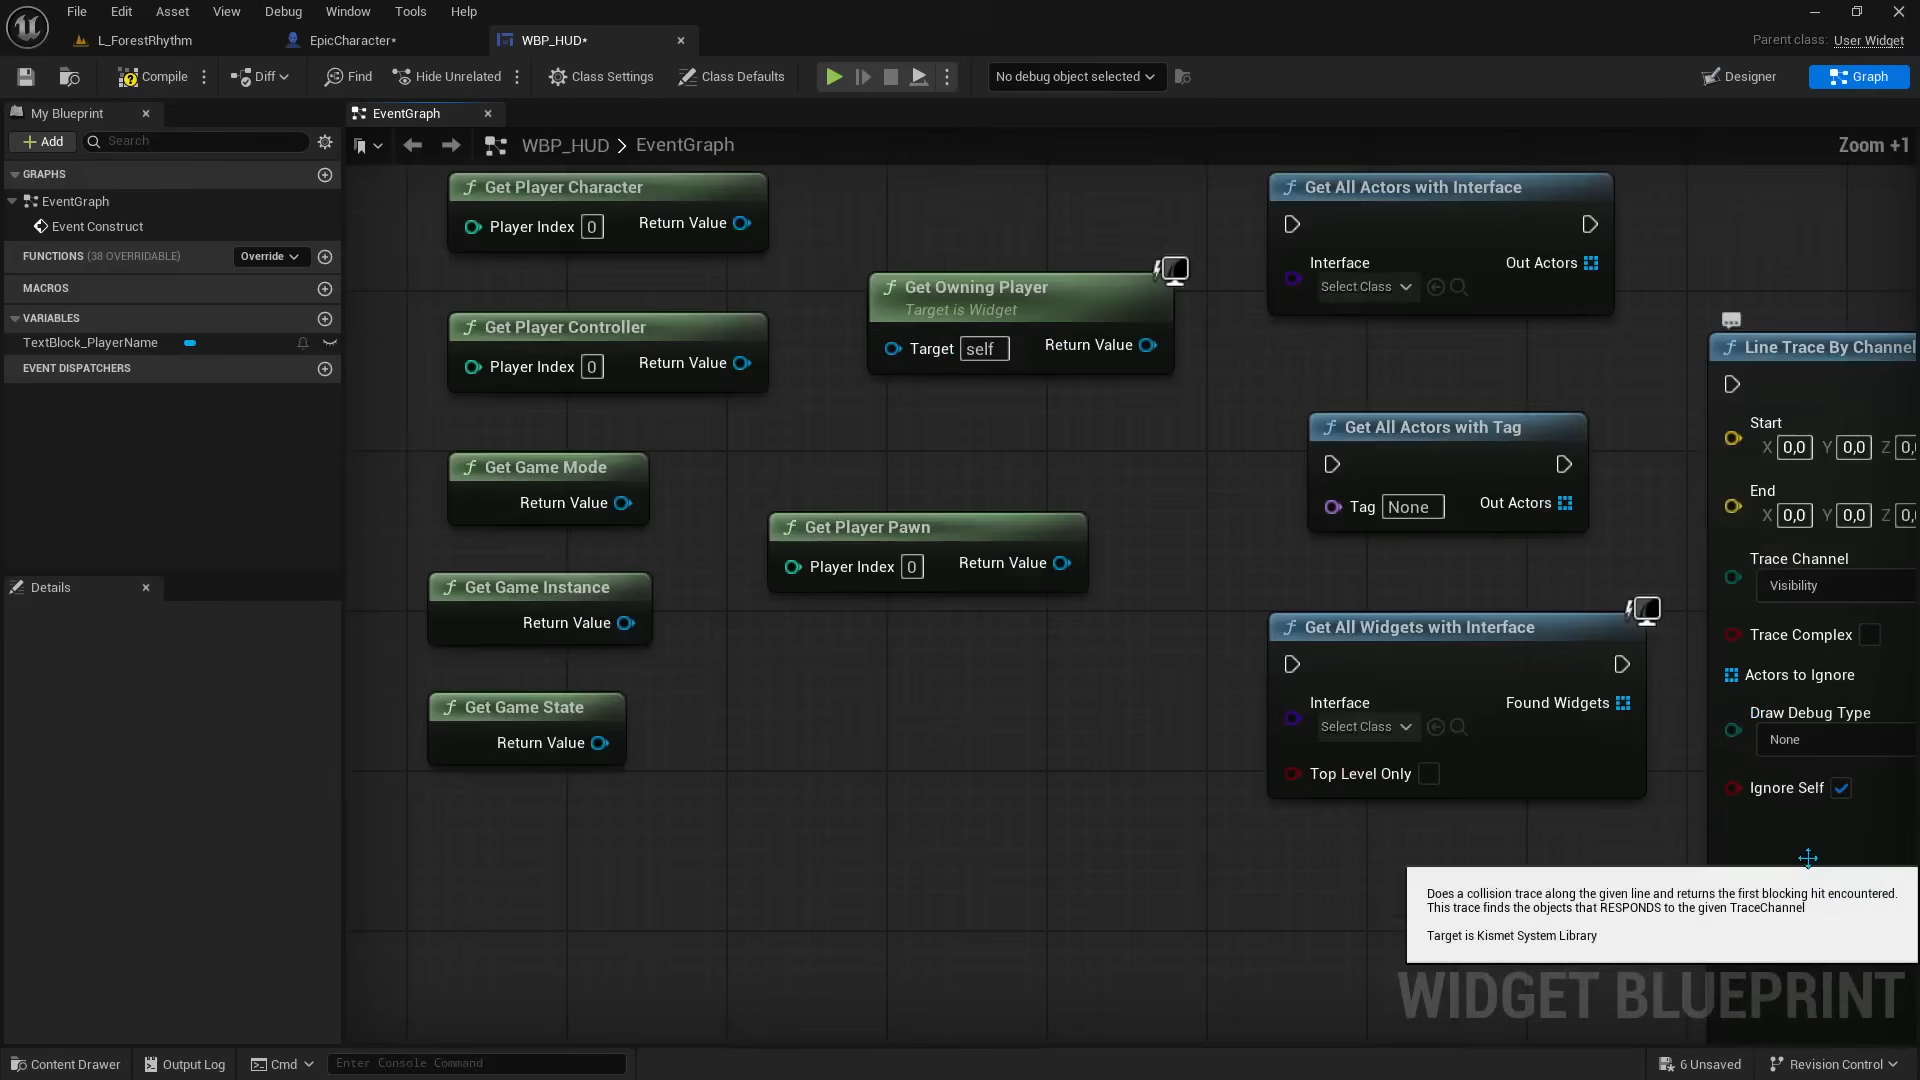 File Edit Asset View Debug Window Tools Help
L_ForestRhythm
EpicCharacter*
WBP_HUD*
Parent class: User Widget
Compile
Diff
Find
Hide Unrelated
Class Settings
Class Defaults
No debug object selected
Designer
Graph
My Blueprint
EventGraph
Add
Search
WBP_HUD > EventGraph
Zoom +1
GRAPHS
EventGraph
Event Construct
FUNCTIONS (38 OVERRIDABLE)
Override
MACROS
VARIABLES
TextBlock_PlayerName
EVENT DISPATCHERS
Details
f Get Player Character
Player Index 0
Return Value
f Get Player Controller
Player Index 0
Return Value
f Get Game Mode
Return Value
f Get Game Instance
Return Value
f Get Game State
Return Value
f Get Owning Player
Target is Widget
Target self
Return Value
f Get Player Pawn
Player Index 0
Return Value
f Get All Actors with Interface
Interface
Select Class
Out Actors
f Get All Actors with Tag
Tag None
Out Actors
f Get All Widgets with Interface
Interface
Select Class
Found Widgets
Top Level Only
f Line Trace By Channel
Start
X 0,0 Y 0,0 Z 0,
End
X 0,0 Y 0,0 Z 0,
Trace Channel
Visibility
Trace Complex
Actors to Ignore
Draw Debug Type
None
Ignore Self
Does a collision trace along the given line and returns the first blocking hit encountered.
This trace finds the objects that RESPONDS to the given TraceChannel
Target is Kismet System Library
WIDGET BLUEPRINT
Content Drawer
Output Log
Cmd
Enter Console Command
6 Unsaved
Revision Control